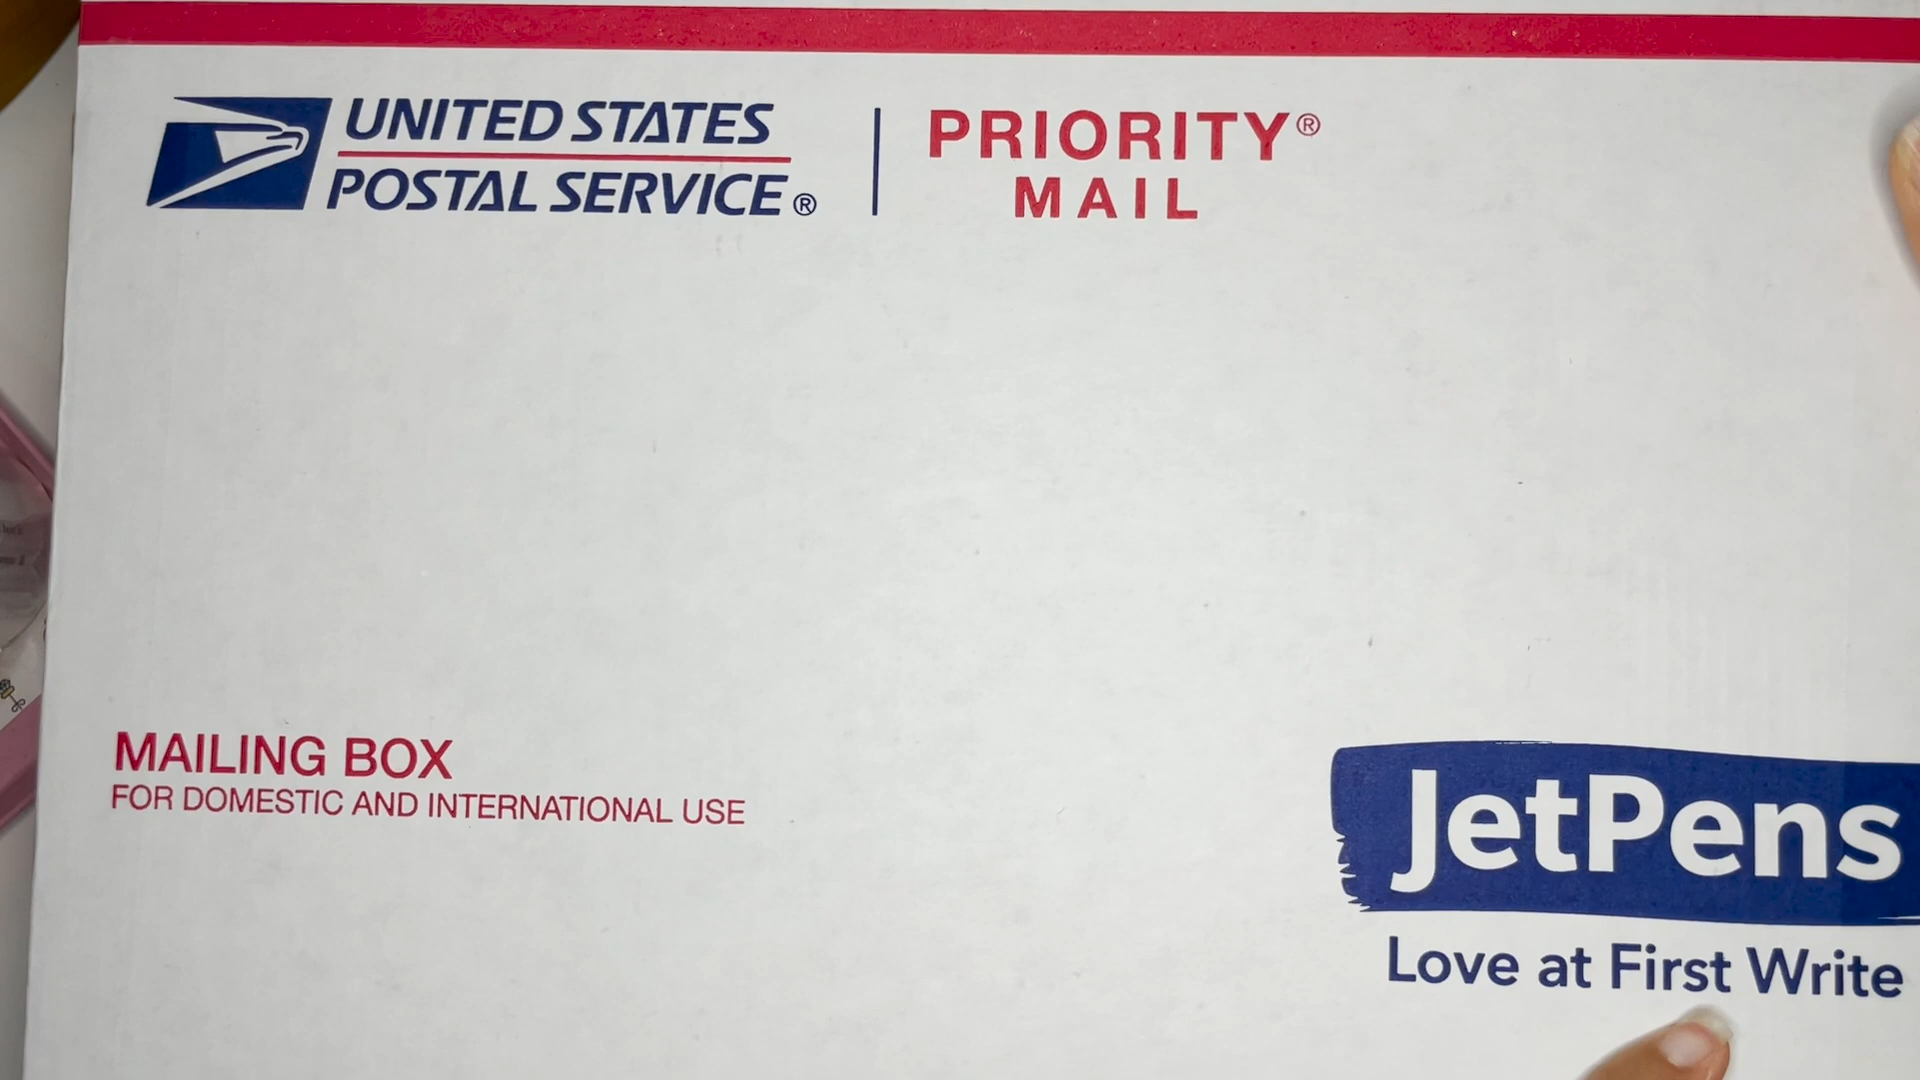 UNITED STATES
POSTAL SERVICE®
PRIORITY®
MAIL
MAILING BOX
FOR DOMESTIC AND INTERNATIONAL USE
JetPens
Love at First Write